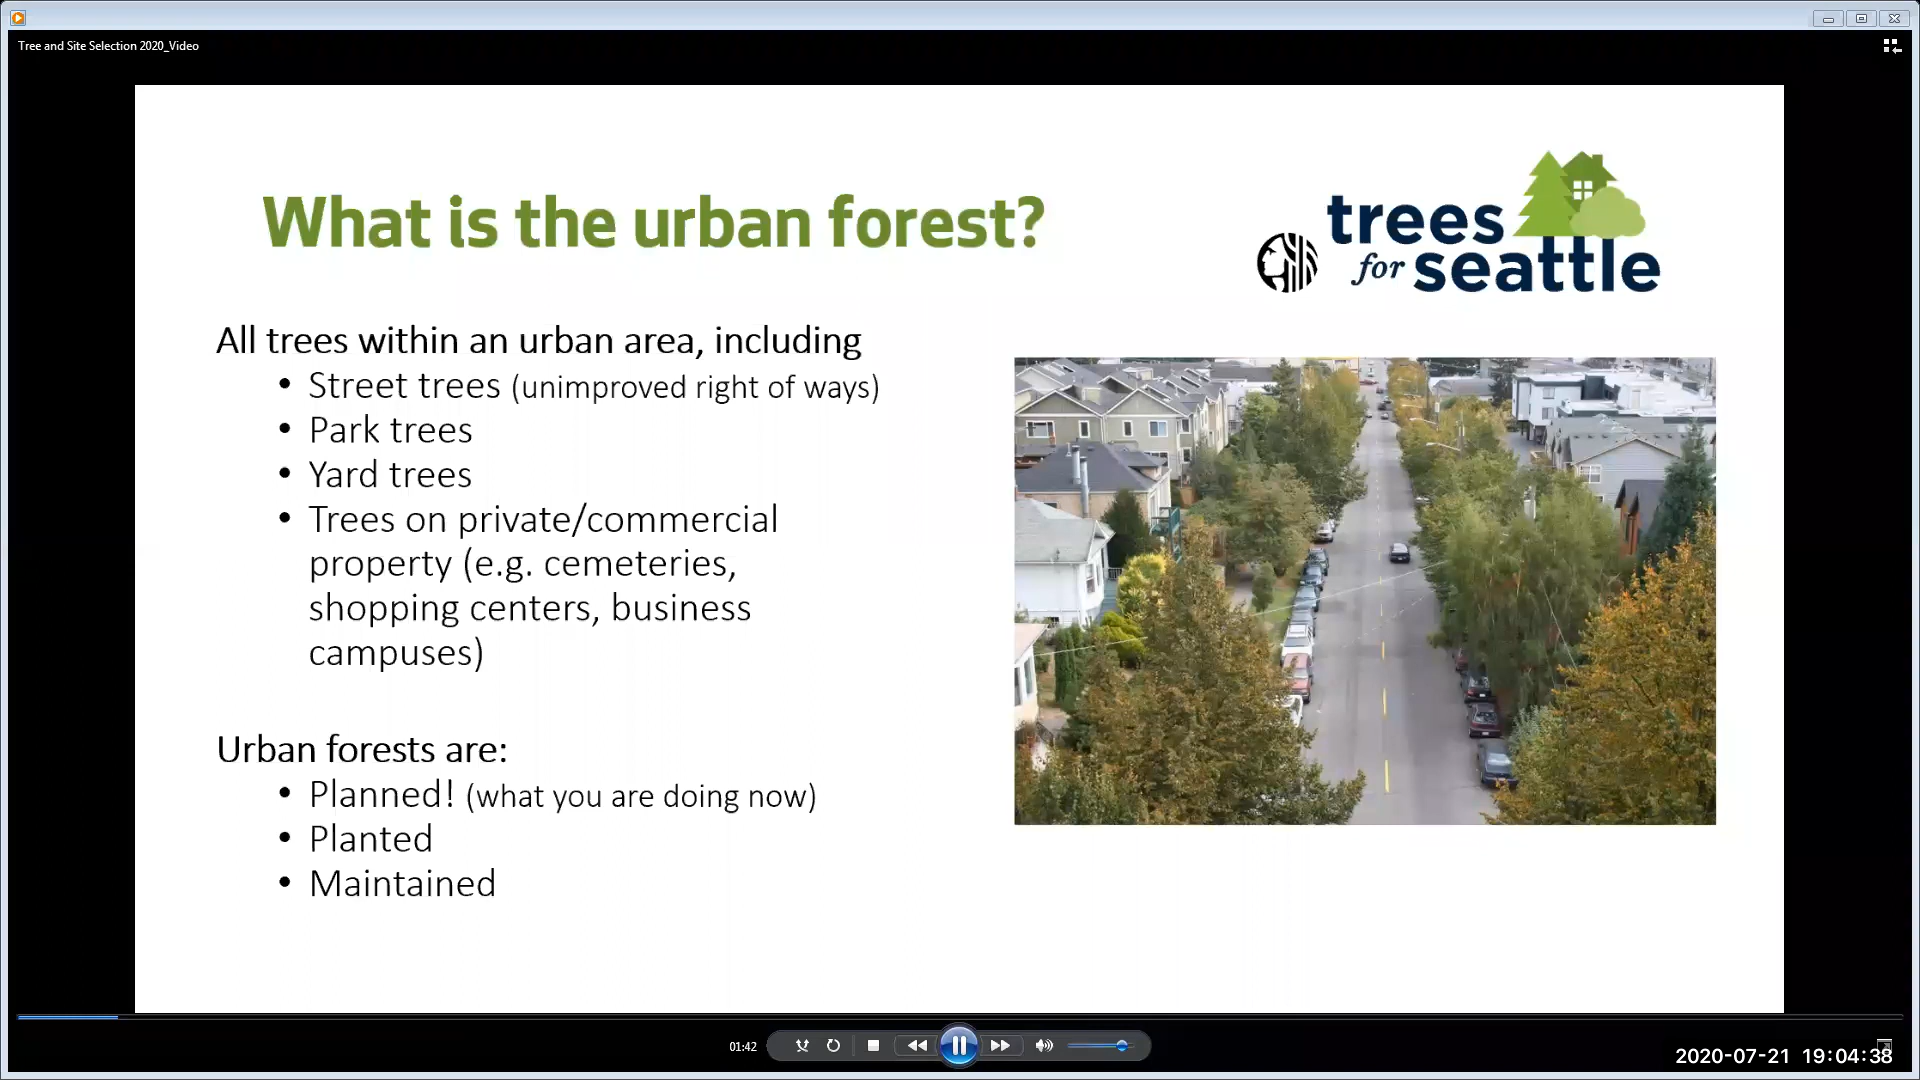 Tree and Site Selection 2020_Video
What is the urban forest?
trees
for seattle
All trees within an urban area, including
• Street trees (unimproved right of ways)
• Park trees
• Yard trees
• Trees on private/commercial
property (e.g. cemeteries,
shopping centers, business
campuses)
Urban forests are:
• Planned! (what you are doing now)
• Planted
• Maintained
01:42
2020-07-21 19:04:38